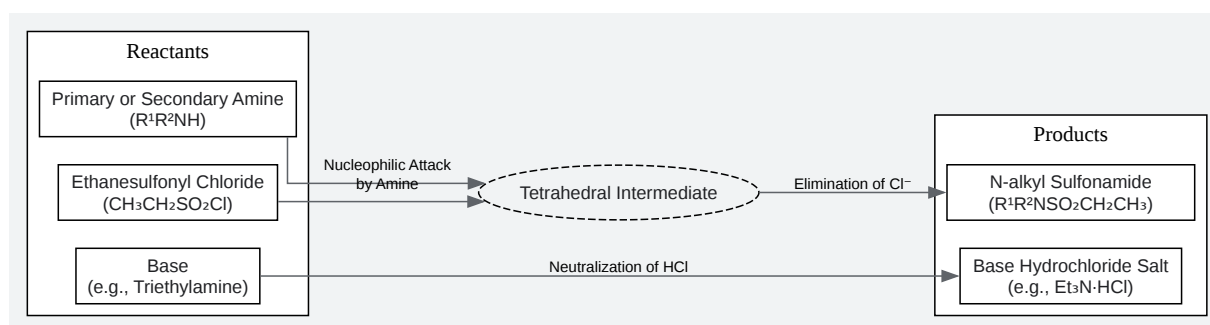 Reactants
Primary or Secondary Amine
(R¹R²NH)
Ethanesulfonyl Chloride
(CH₃CH₂SO₂Cl)
Base
(e.g., Triethylamine)
Nucleophilic Attack
by Amine
Tetrahedral Intermediate
Elimination of Cl⁻
Neutralization of HCl
Products
N-alkyl Sulfonamide
(R¹R²NSO₂CH₂CH₃)
Base Hydrochloride Salt
(e.g., Et₃N·HCl)